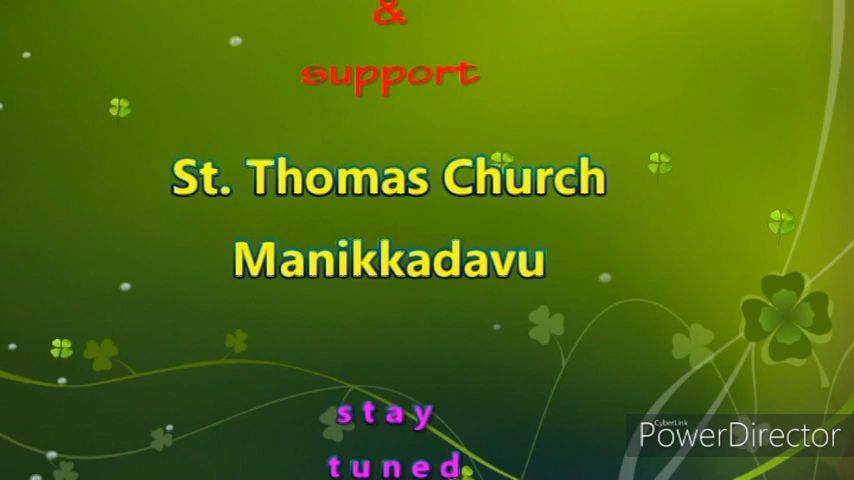 &
support
St. Thomas Church
Manikkadavu
stay
tuned
CyberLink
PowerDirector